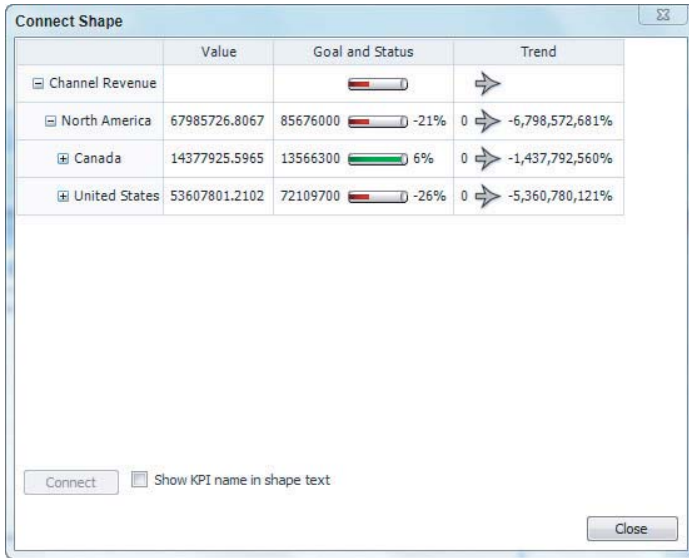 Connect Shape
Value Goal and Status Trend
Channel Revenue
North America 67985726.8067 85676000 -21% 0 -6,798,572,681%
Canada 14377925.5965 13566300 6% 0 -1,437,792,560%
United States 53607801.2102 72109700 -26% 0 -5,360,780,121%
Connect Show KPI name in shape text
Close